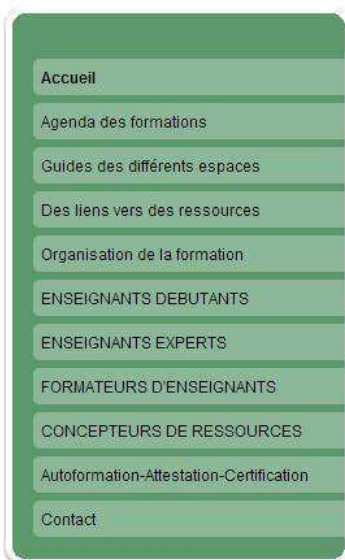 Accueil
Agenda des formations
Guides des différents espaces
Des liens vers des ressources
Organisation de la formation
ENSEIGNANTS DEBUTANTS
ENSEIGNANTS EXPERTS
FORMATEURS D'ENSEIGNANTS
CONCEPTEURS DE RESSOURCES
Autoformation-Attestation-Certification
Contact